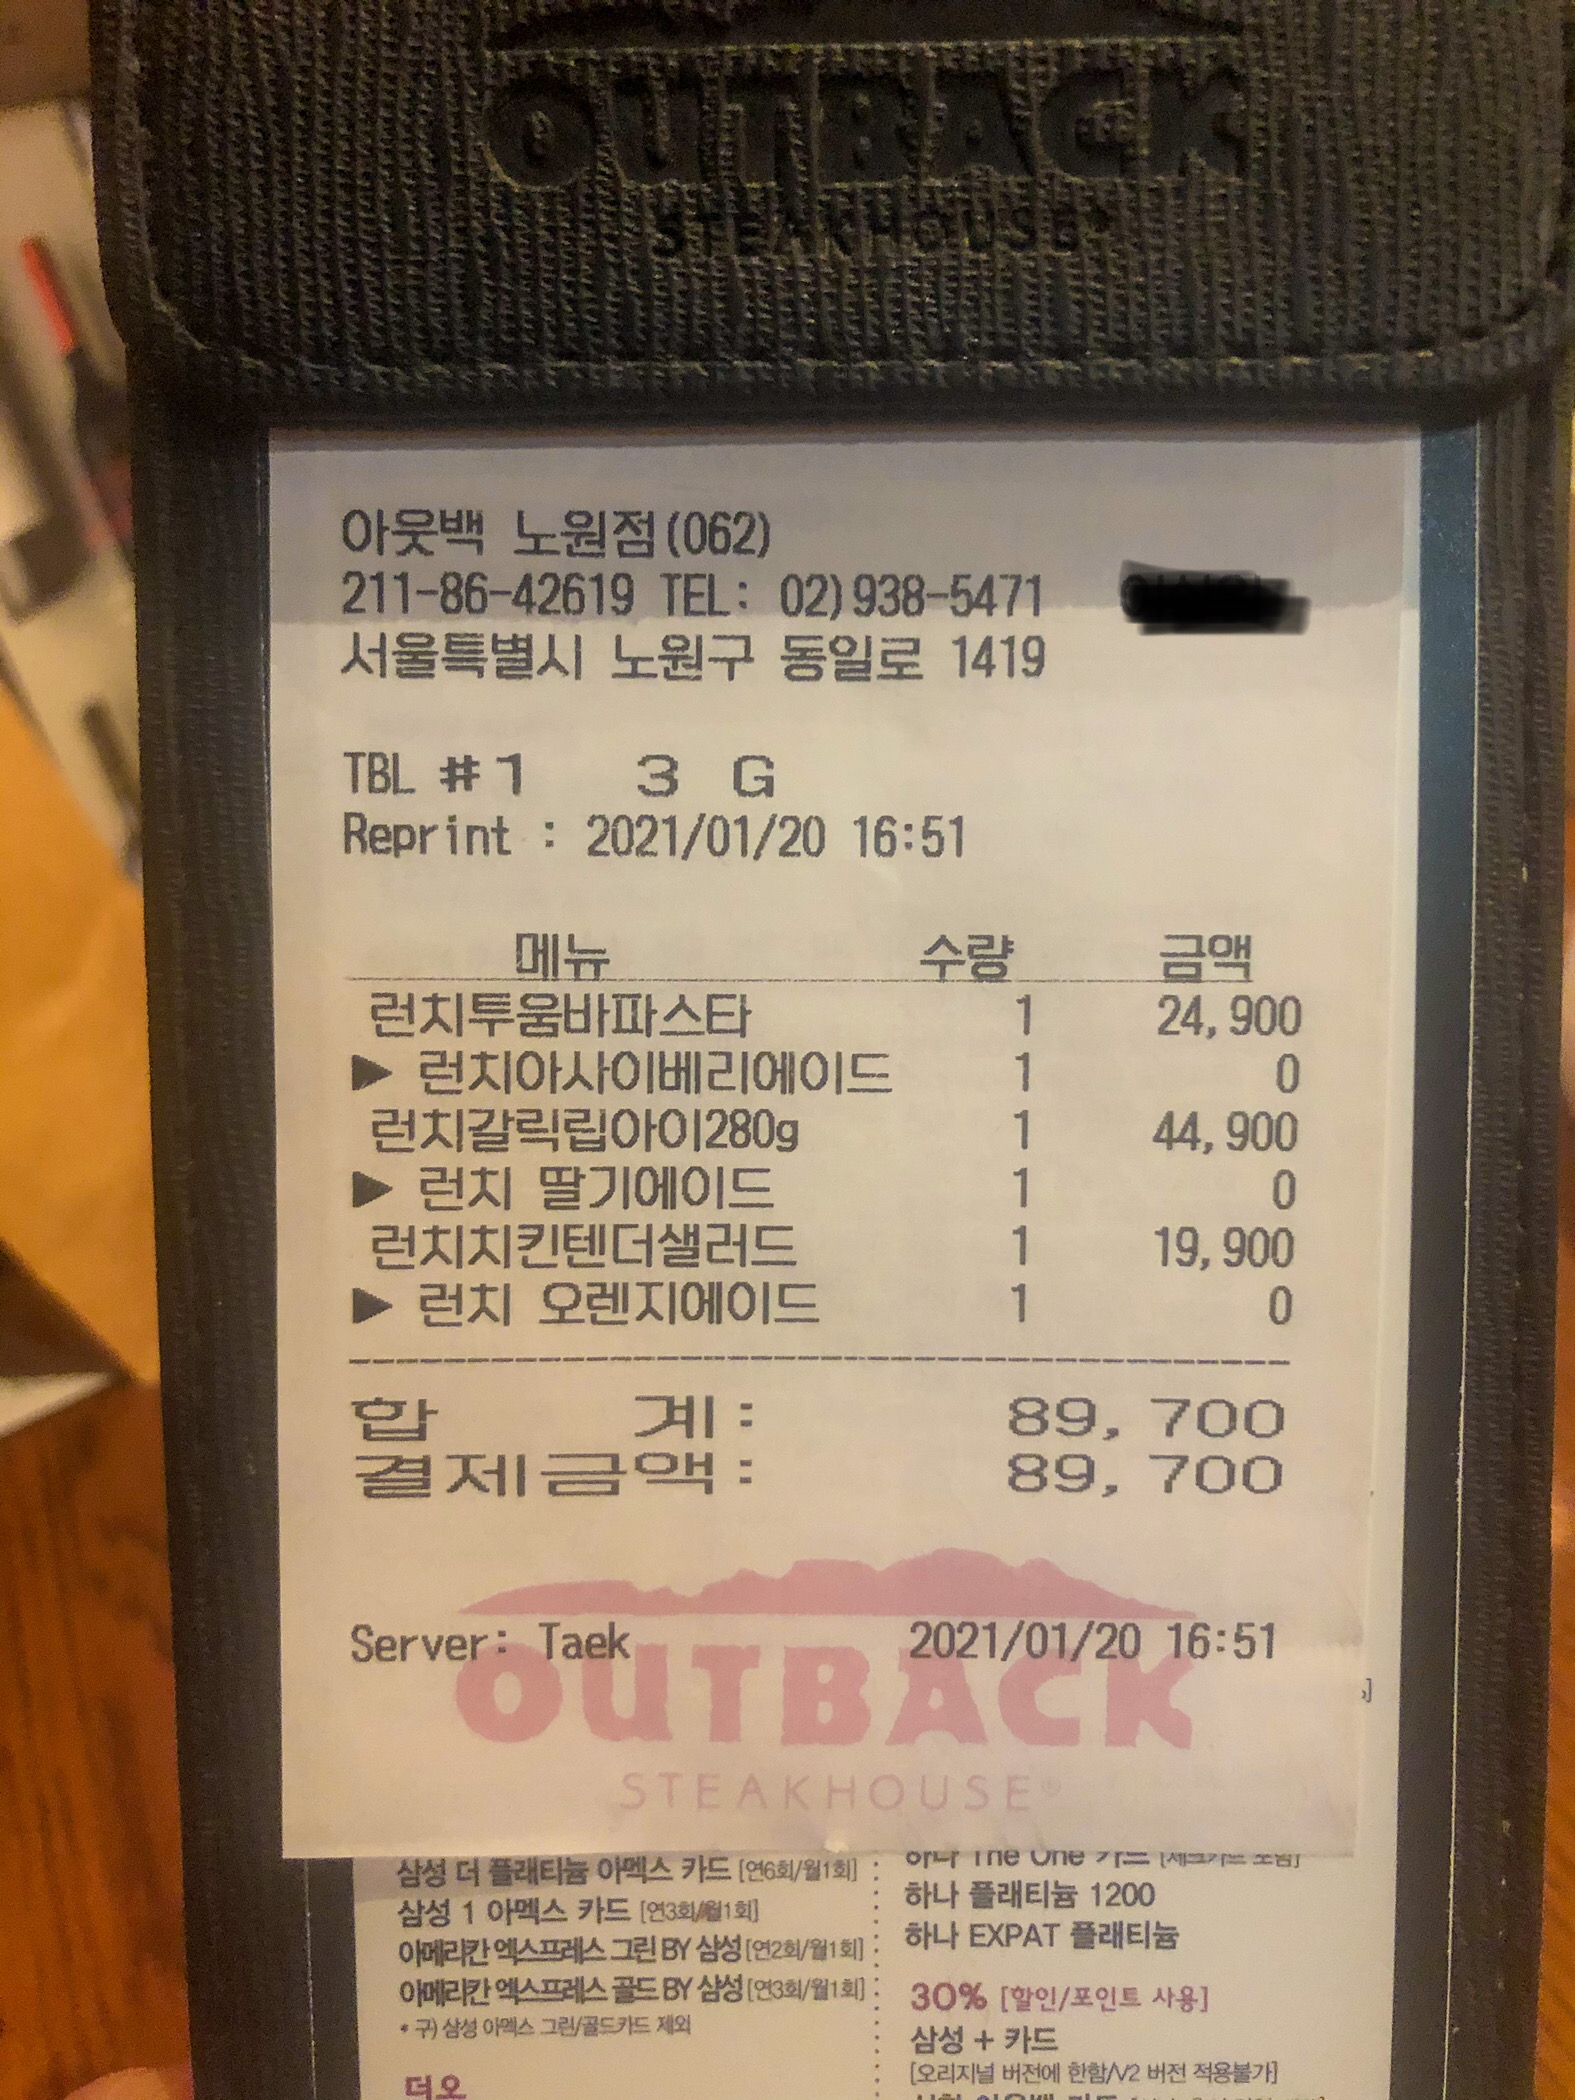 OUTBACK
STEAKHOUSE
아웃백 노원점(062)
211-86-42619 TEL: 02)938-5471
서울특별시 노원구 동일로 1419
TBL #1 3 G
Reprint : 2021/01/20 16:51
메뉴 수량 금액
런치투움바파스타 1 24,900
▶ 런치아사이베리에이드 1 0
런치갈릭립아이280g 1 44,900
▶ 런치 딸기에이드 1 0
런치치킨텐더샐러드 1 19,900
▶ 런치 오렌지에이드 1 0
합 계: 89,700
결제금액: 89,700
Server: Taek 2021/01/20 16:51
OUTBACK
STEAKHOUSE®
삼성 더 플래티늄 아멕스 카드 [연6회/월1회]
삼성 1 아멕스 카드 [연3회/월1회]
아메리칸 엑스프레스 그린 BY 삼성 [연2회/월1회]
아메리칸 엑스프레스 골드 BY 삼성 [연3회/월1회]
* 구) 삼성 아멕스 그린/골드카드 제외
더오
하나 The One 카드 [체크카드 포함]
하나 플래티늄 1200
하나 EXPAT 플래티늄
30% [할인/포인트 사용]
삼성 + 카드
[오리지널 버전에 한함/V2 버전 적용불가]